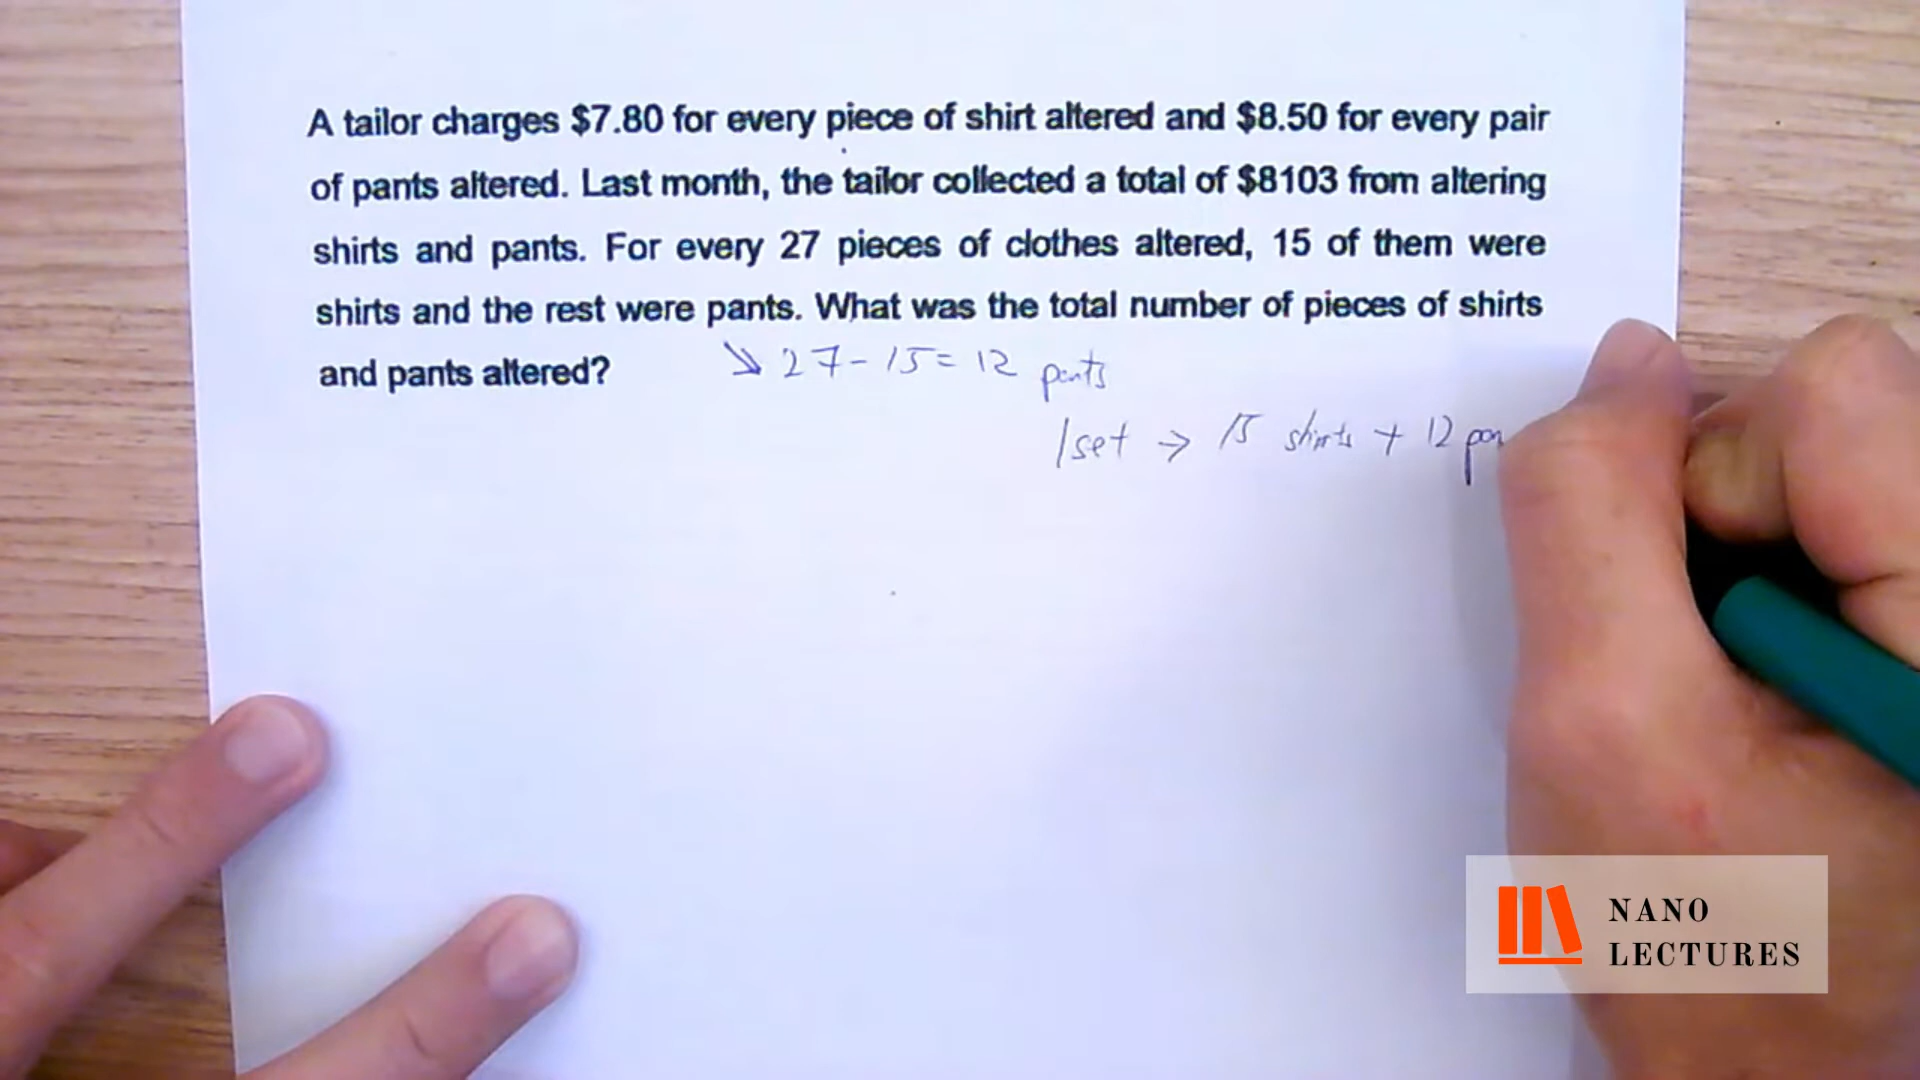 A tailor charges $7.80 for every piece of shirt altered and $8.50 for every pair
of pants altered. Last month, the tailor collected a total of $8103 from altering
shirts and pants. For every 27 pieces of clothes altered, 15 of them were
shirts and the rest were pants. What was the total number of pieces of shirts
and pants altered?
↘ 27-15=12 pants
1 set → 15 shirts + 12 pan
NANO
LECTURES